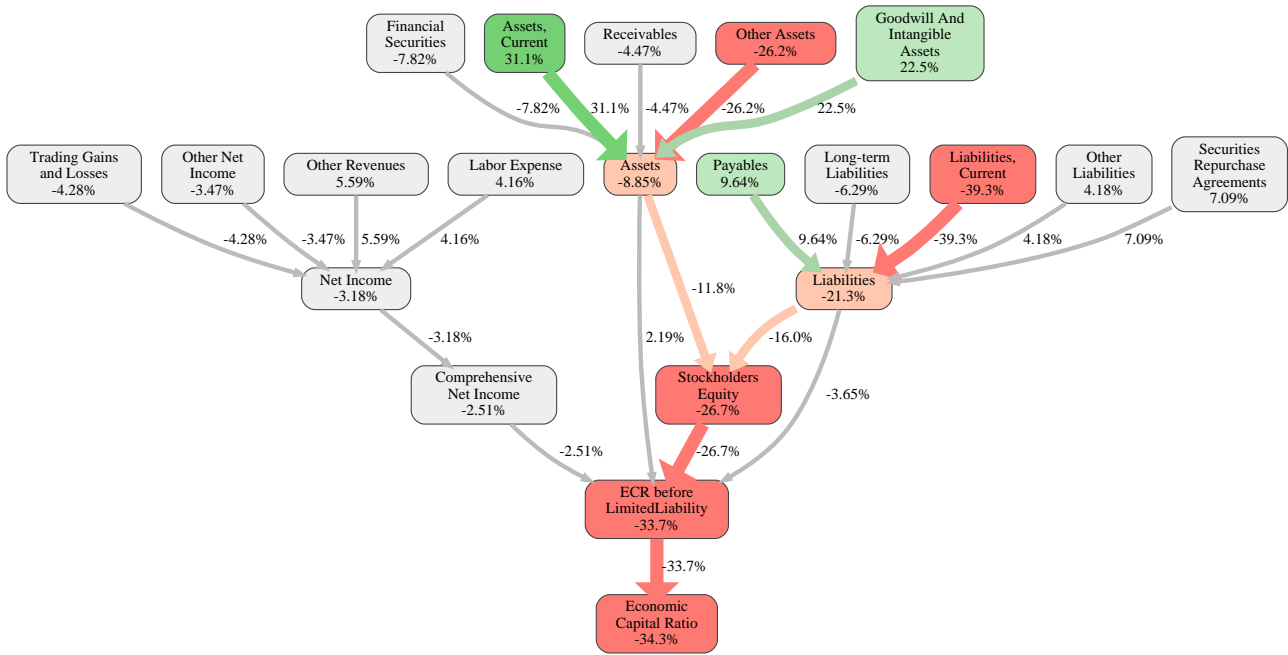 Financial
Securities
-7.82%
Assets,
Current
31.1%
Receivables
-4.47%
Other Assets
-26.2%
Goodwill And
Intangible
Assets
22.5%
-7.82%
31.1%
-4.47%
-26.2%
22.5%
Trading Gains
and Losses
-4.28%
Other Net
Income
-3.47%
Other Revenues
5.59%
Labor Expense
4.16%
Assets
-8.85%
Payables
9.64%
Long-term
Liabilities
-6.29%
Liabilities,
Current
-39.3%
Other
Liabilities
4.18%
Securities
Repurchase
Agreements
7.09%
-4.28%
-3.47%
5.59%
4.16%
9.64%
-6.29%
-39.3%
4.18%
7.09%
Net Income
-3.18%
-11.8%
Liabilities
-21.3%
-3.18%
2.19%
-16.0%
Comprehensive
Net Income
-2.51%
Stockholders
Equity
-26.7%
-3.65%
-2.51%
-26.7%
ECR before
LimitedLiability
-33.7%
-33.7%
Economic
Capital Ratio
-34.3%